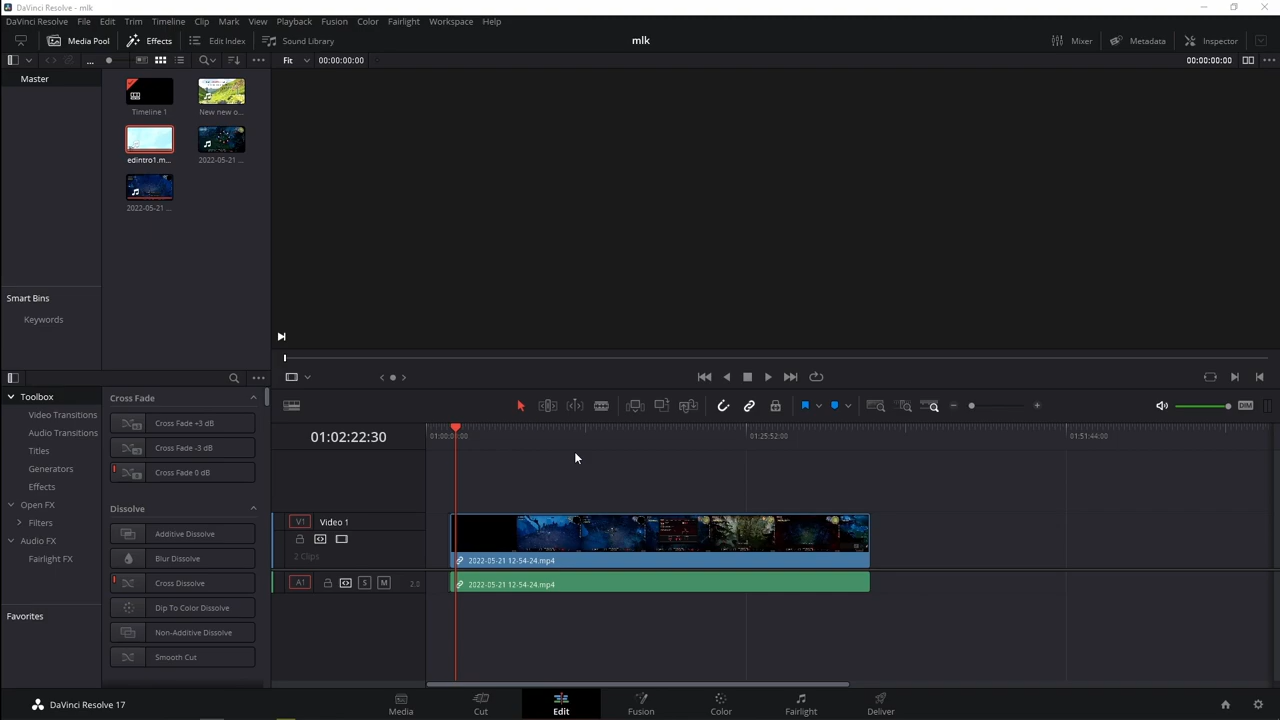 DaVinci Resolve - mlk
DaVinci Resolve File Edit Trim Timeline Clip Mark View Playback Fusion Color Fairlight Workspace Help
Media Pool Effects Edit Index Sound Library mlk Mixer Metadata Inspector
... Fit 00:00:00:00 00:00:00:00
Master
Timeline 1 New new o...
edintro1.m... 2022-05-21 ...
2022-05-21 ...
Smart Bins
Keywords
Toolbox
Video Transitions
Audio Transitions
Titles
Generators
Effects
Open FX
Filters
Audio FX
Fairlight FX
Favorites
Cross Fade
Cross Fade +3 dB
Cross Fade -3 dB
Cross Fade 0 dB
Dissolve
Additive Dissolve
Blur Dissolve
Cross Dissolve
Dip To Color Dissolve
Non-Additive Dissolve
Smooth Cut
DIM
01:02:22:30 01:00:00:00 01:25:52:00 01:51:44:00
V1 Video 1
2 Clips
2022-05-21 12-54-24.mp4
A1 S M 2.0 2022-05-21 12-54-24.mp4
DaVinci Resolve 17
Media Cut Edit Fusion Color Fairlight Deliver